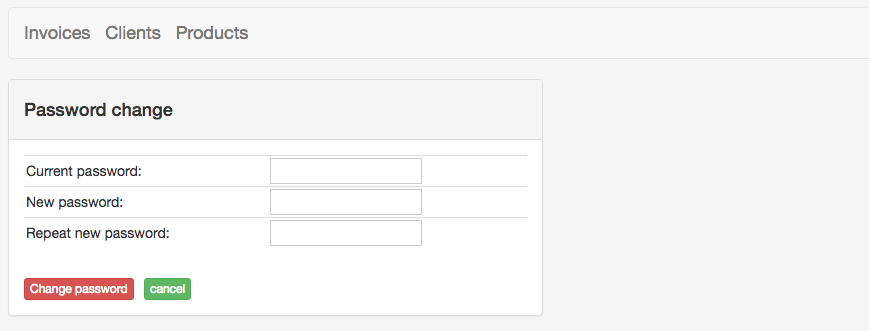 Invoices Clients Products
Password change
Current password:
New password:
Repeat new password:
Change password cancel